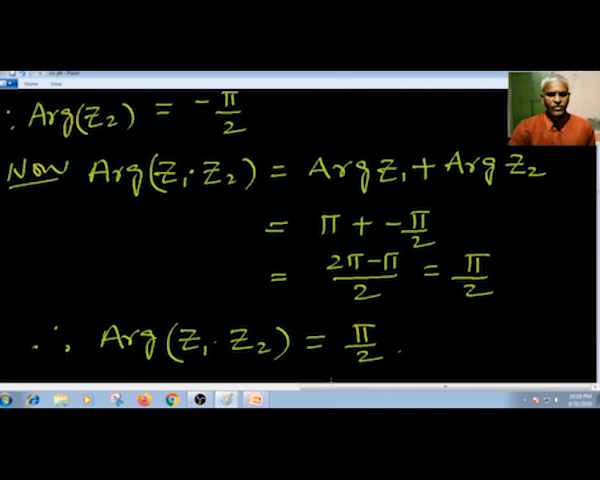 ∴ Arg(Z₂) = -π/2
NOW Arg(Z₁·Z₂) = Arg Z₁ + Arg Z₂
= π + -π/2
= 2π-π/2 = π/2
∴ Arg(Z₁·Z₂) = π/2.